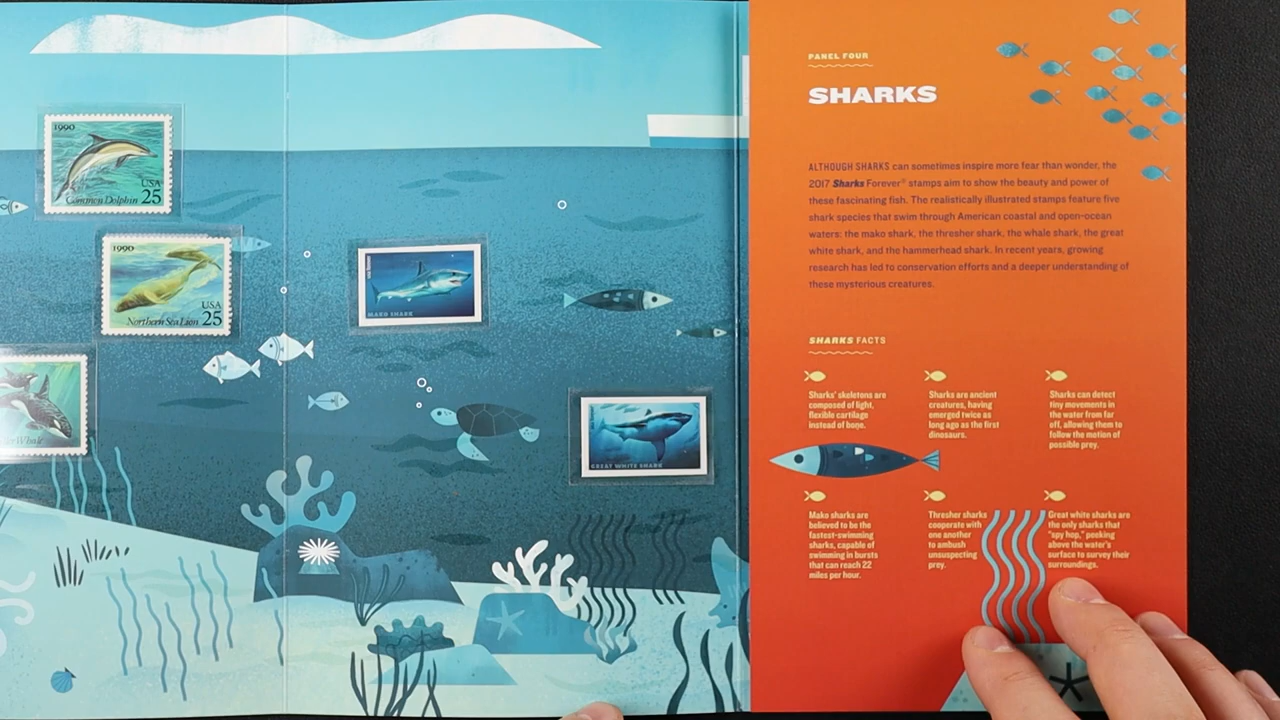 1990
USA
Common Dolphin 25
1990
USA
Northern Sea Lion 25
Whale
MAKO SHARK
GREAT WHITE SHARK
PANEL FOUR
SHARKS
ALTHOUGH SHARKS can sometimes inspire more fear than wonder, the
2017 Sharks Forever® stamps aim to show the beauty and power of
these fascinating fish. The realistically illustrated stamps feature five
shark species that swim through American coastal and open-ocean
waters: the mako shark, the thresher shark, the whale shark, the great
white shark, and the hammerhead shark. In recent years, growing
research has led to conservation efforts and a deeper understanding of
these mysterious creatures.
SHARKS FACTS
Sharks' skeletons are
composed of light,
flexible cartilage
instead of bone.
Sharks are ancient
creatures, having
emerged twice as
long ago as the first
dinosaurs.
Sharks can detect
tiny movements in
the water from far
off, allowing them to
follow the motion of
possible prey.
Mako sharks are
believed to be the
fastest-swimming
sharks, capable of
swimming in bursts
that can reach 22
miles per hour.
Thresher sharks
cooperate with
one another
to ambush
unsuspecting
prey.
Great white sharks are
the only sharks that
"spy hop," peeking
above the water's
surface to survey their
surroundings.